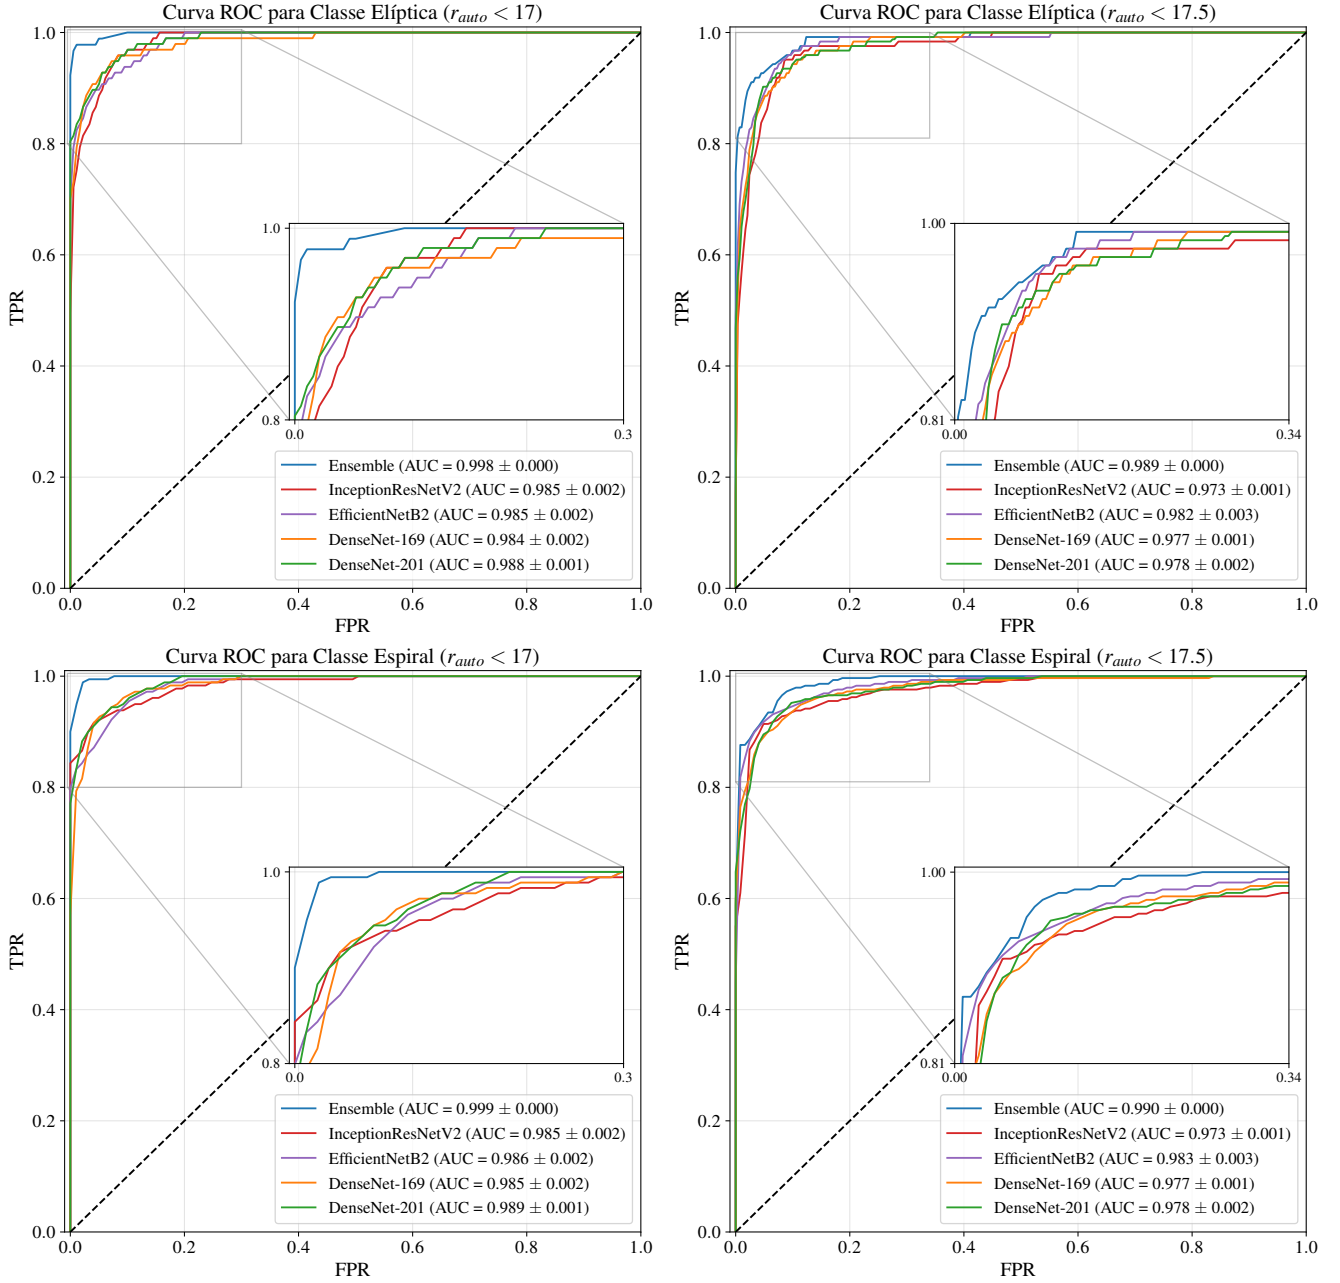 Curva ROC para Classe Elíptica (r_auto < 17)
TPR
1.0
0.8
0.6
0.4
0.2
0.0
1.0
0.8
0.0
0.3
Ensemble (AUC = 0.998 ± 0.000)
InceptionResNetV2 (AUC = 0.985 ± 0.002)
EfficientNetB2 (AUC = 0.985 ± 0.002)
DenseNet-169 (AUC = 0.984 ± 0.002)
DenseNet-201 (AUC = 0.988 ± 0.001)
0.0 0.2 0.4 0.6 0.8 1.0
FPR
Curva ROC para Classe Elíptica (r_auto < 17.5)
TPR
1.0
0.8
0.6
0.4
0.2
0.0
1.00
0.81
0.00
0.34
Ensemble (AUC = 0.989 ± 0.000)
InceptionResNetV2 (AUC = 0.973 ± 0.001)
EfficientNetB2 (AUC = 0.982 ± 0.003)
DenseNet-169 (AUC = 0.977 ± 0.001)
DenseNet-201 (AUC = 0.978 ± 0.002)
0.0 0.2 0.4 0.6 0.8 1.0
FPR
Curva ROC para Classe Espiral (r_auto < 17)
TPR
1.0
0.8
0.6
0.4
0.2
0.0
1.0
0.8
0.0
0.3
Ensemble (AUC = 0.999 ± 0.000)
InceptionResNetV2 (AUC = 0.985 ± 0.002)
EfficientNetB2 (AUC = 0.986 ± 0.002)
DenseNet-169 (AUC = 0.985 ± 0.002)
DenseNet-201 (AUC = 0.989 ± 0.001)
0.0 0.2 0.4 0.6 0.8 1.0
FPR
Curva ROC para Classe Espiral (r_auto < 17.5)
TPR
1.0
0.8
0.6
0.4
0.2
0.0
1.00
0.81
0.00
0.34
Ensemble (AUC = 0.990 ± 0.000)
InceptionResNetV2 (AUC = 0.973 ± 0.001)
EfficientNetB2 (AUC = 0.983 ± 0.003)
DenseNet-169 (AUC = 0.977 ± 0.001)
DenseNet-201 (AUC = 0.978 ± 0.002)
0.0 0.2 0.4 0.6 0.8 1.0
FPR